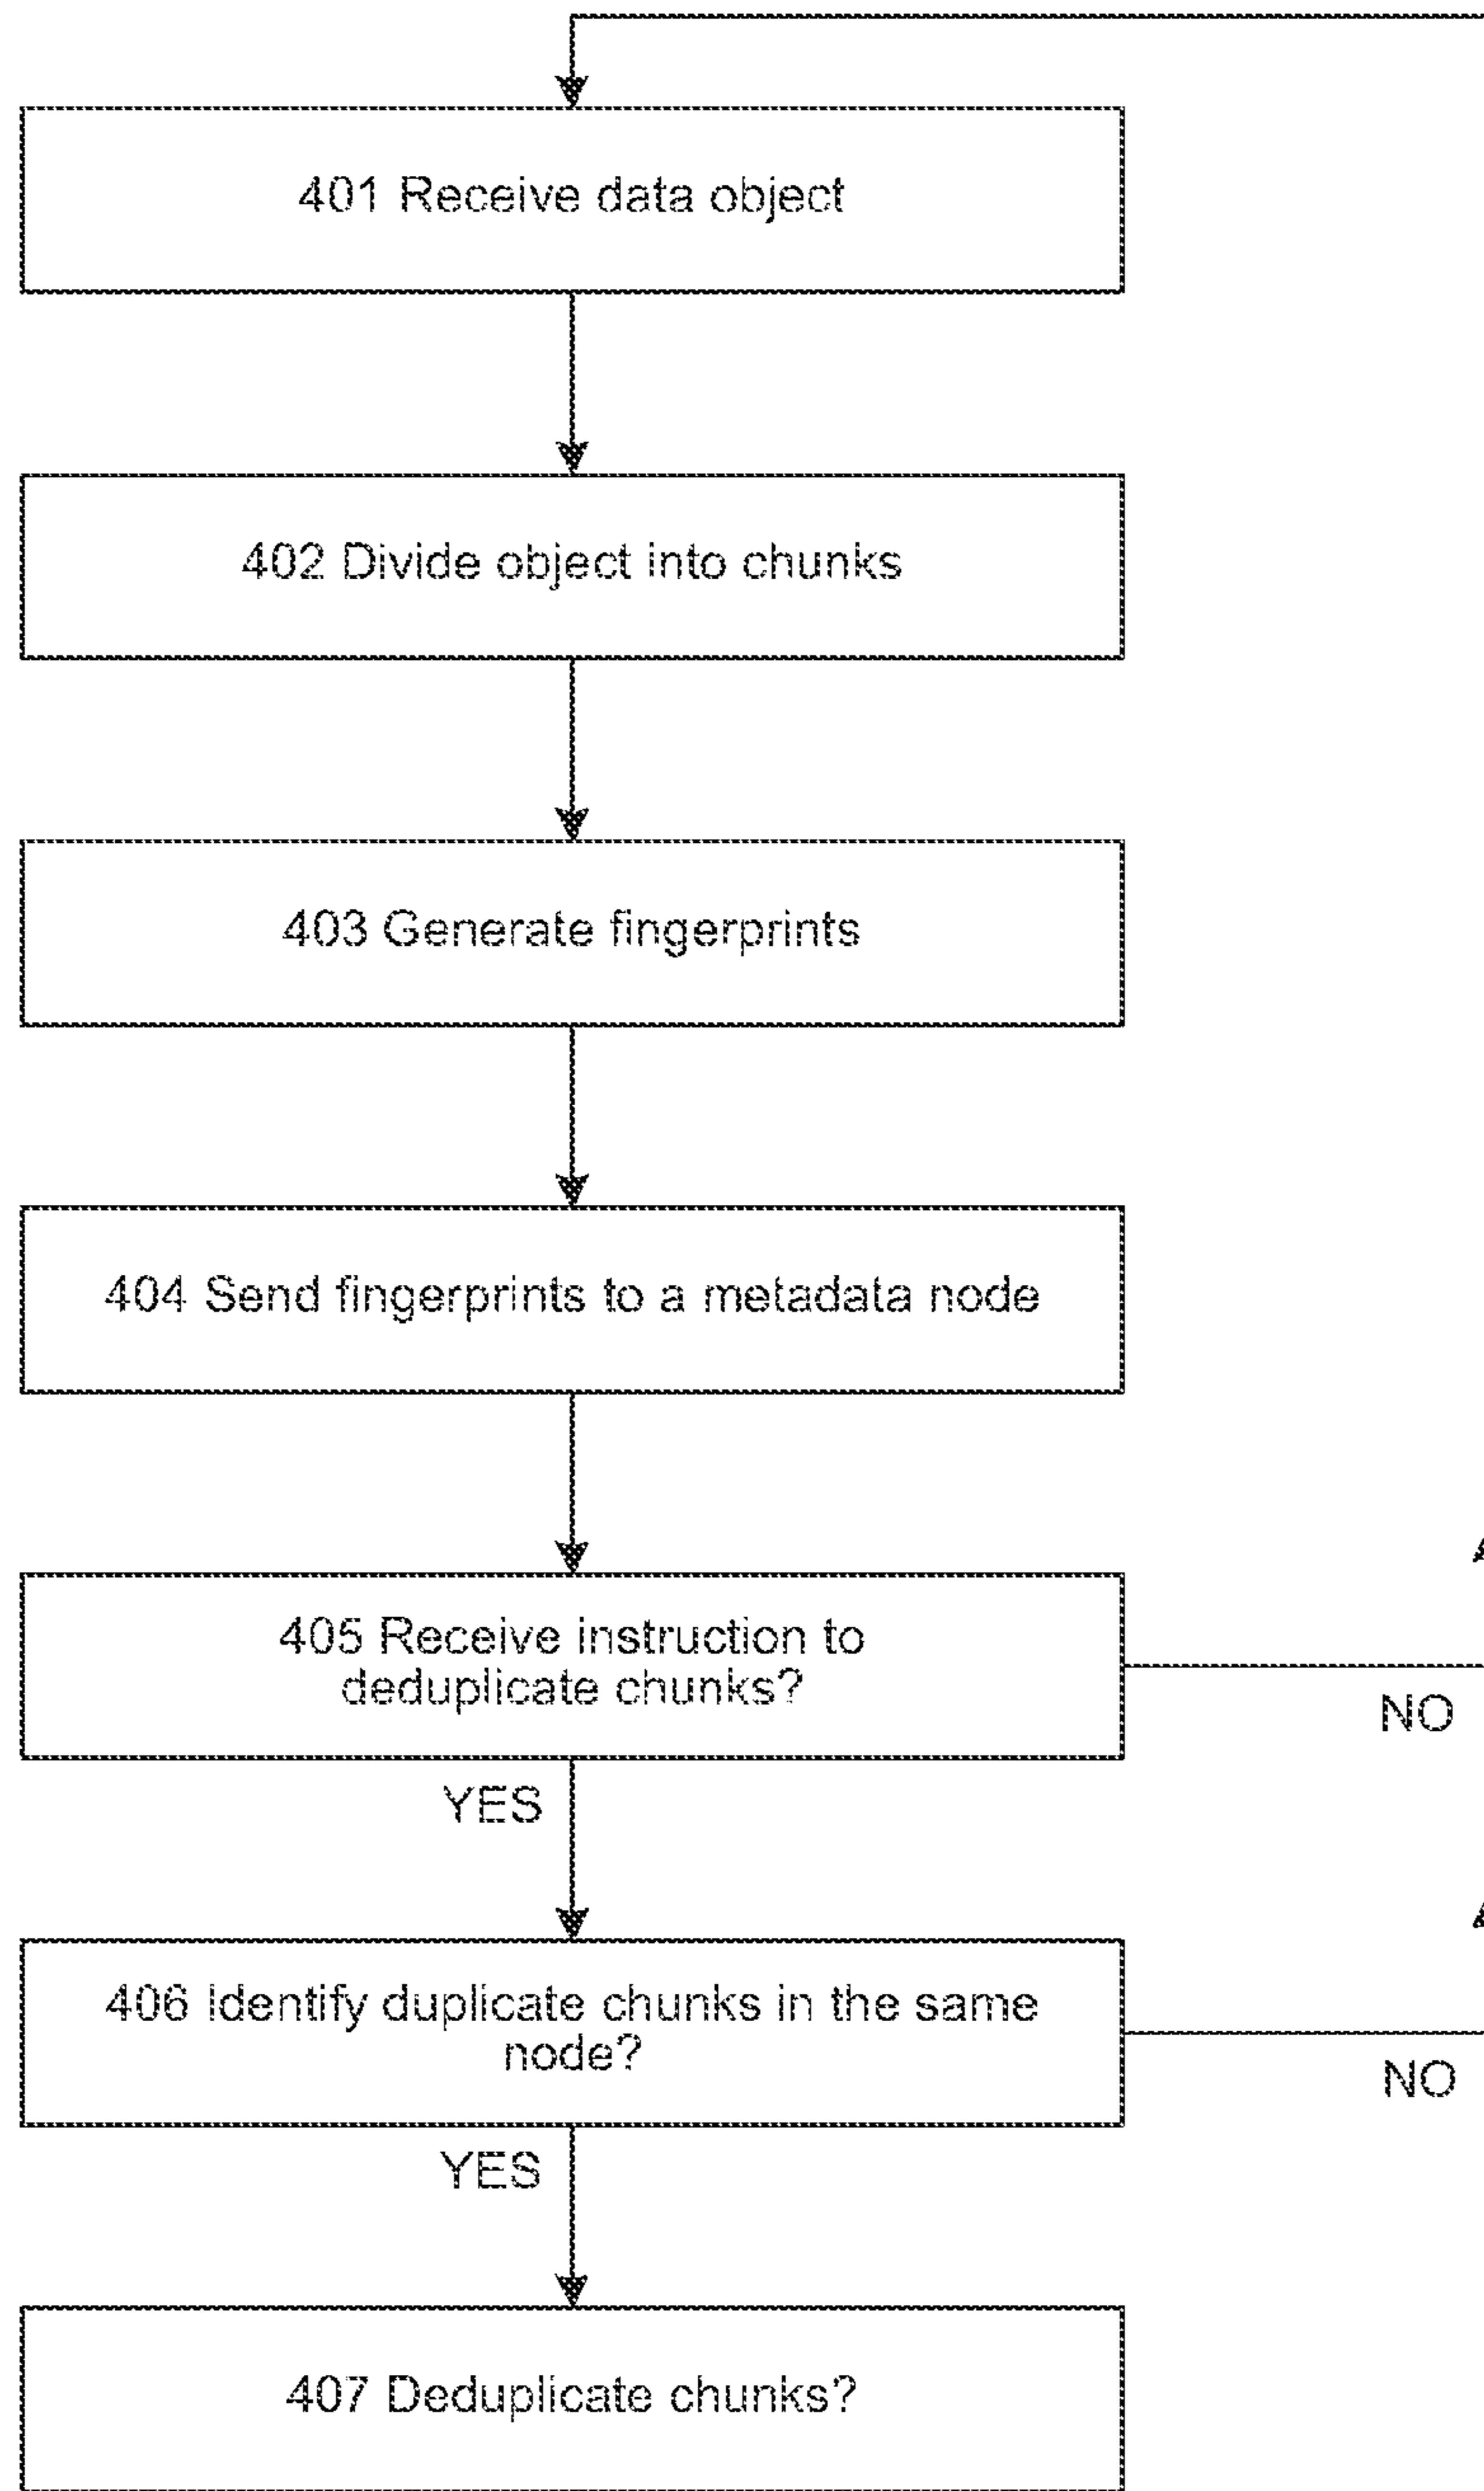 401 Receive data object
402 Divide object into chunks
403 Generate fingerprints
404 Send fingerprints to a metadata node
405 Receive instruction to
deduplicate chunks?
NO
YES
406 Identify duplicate chunks in the same
node?
NO
YES
407 Deduplicate chunks?